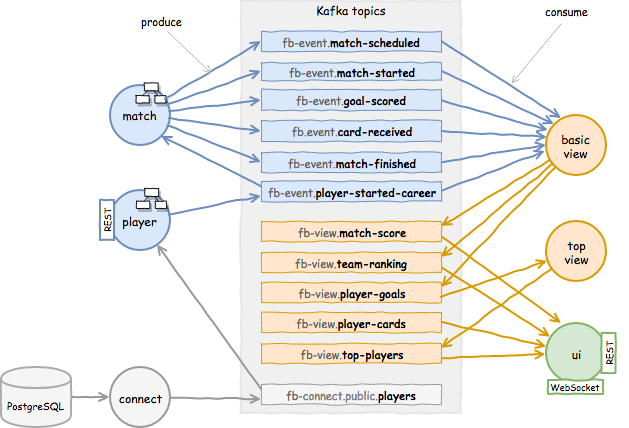 Kafka topics
produce
consume
fb-event.match-scheduled
fb-event.match-started
fb-event.goal-scored
fb.event.card-received
fb-event.match-finished
fb-event.player-started-career
fb-view.match-score
fb-view.team-ranking
fb-view.player-goals
fb-view.player-cards
fb-view.top-players
fb-connect.public.players
match
REST
player
PostgreSQL
connect
basic
view
top
view
ui
REST
WebSocket